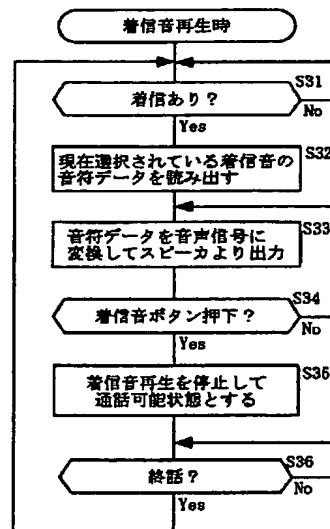 着信音再生時
着信あり？
S31
No
Yes
S32
現在選択されている着信音の
音符データを読み出す
S33
音符データを音声信号に
変換してスピーカより出力
S34
着信音ボタン押下？
No
Yes
S35
着信音再生を停止して
通話可能状態とする
S36
終話？
No
Yes